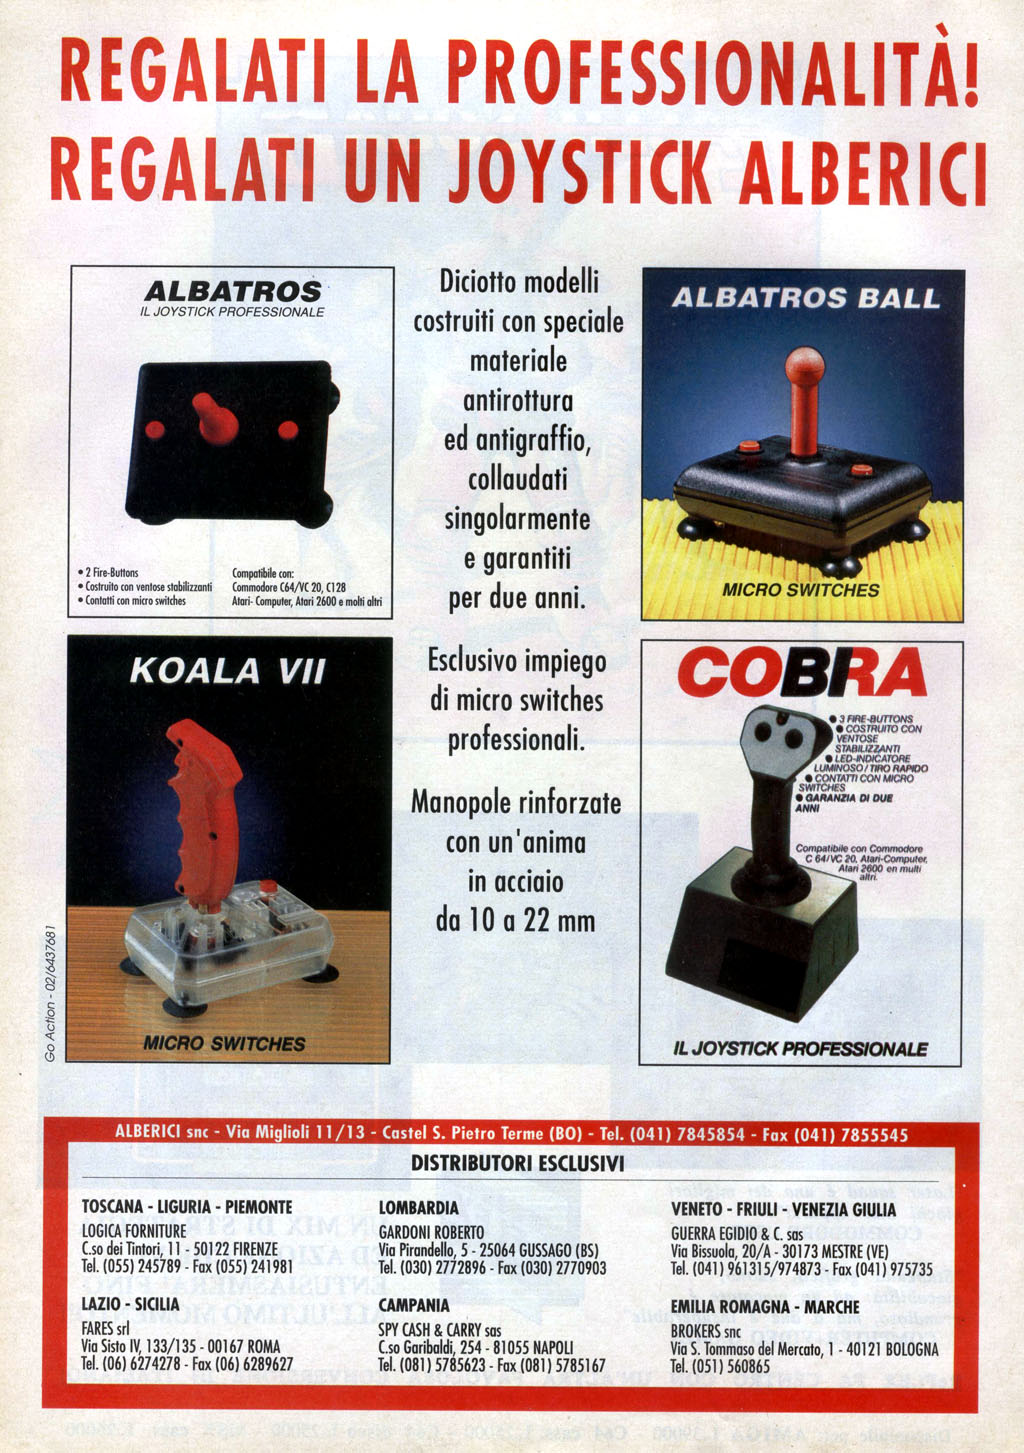 REGALATI LA PROFESSIONALITÀ!
REGALATI UN JOYSTICK ALBERICI
ALBATROS
IL JOYSTICK PROFESSIONALE
• 2 Fire-Buttons
• Costruito con ventose stabilizzanti
• Contatti con micro switches
Compatibile con:
Commodore C64/VC 20, C128
Atari- Computer, Atari 2600 e molti altri
Diciotto modelli
costruiti con speciale
materiale
antirottura
ed antigraffio,
collaudati
singolarmente
e garantiti
per due anni.
Esclusivo impiego
di micro switches
professionali.
Manopole rinforzate
con un'anima
in acciaio
da 10 a 22 mm
ALBATROS BALL
MICRO SWITCHES
KOALA VII
MICRO SWITCHES
COBRA
● 3 FIRE-BUTTONS
● COSTRUITO CON
VENTOSE
STABILIZZANTI
● LED-INDICATORE
LUMINOSO / TIRO RAPIDO
● CONTATTI CON MICRO
SWITCHES
● GARANZIA DI DUE
ANNI
Compatibile con Commodore
C 64/VC 20, Atari-Computer,
Atari 2600 en multi
altri.
IL JOYSTICK PROFESSIONALE
Go Action - 02/6437681
ALBERICI snc - Via Miglioli 11/13 - Castel S. Pietro Terme (BO) - Tel. (041) 7845854 - Fax (041) 7855545
DISTRIBUTORI ESCLUSIVI
TOSCANA - LIGURIA - PIEMONTE
LOGICA FORNITURE
C.so dei Tintori, 11 - 50122 FIRENZE
Tel. (055) 245789 - Fax (055) 241981
LOMBARDIA
GARDONI ROBERTO
Via Pirandello, 5 - 25064 GUSSAGO (BS)
Tel. (030) 2772896 - Fax (030) 2770903
VENETO - FRIULI - VENEZIA GIULIA
GUERRA EGIDIO & C. sas
Via Bissuola, 20/A - 30173 MESTRE (VE)
Tel. (041) 961315/974873 - Fax (041) 975735
LAZIO - SICILIA
FARES srl
Via Sisto IV, 133/135 - 00167 ROMA
Tel. (06) 6274278 - Fax (06) 6289627
CAMPANIA
SPY CASH & CARRY sas
C.so Garibaldi, 254 - 81055 NAPOLI
Tel. (081) 5785623 - Fax (081) 5785167
EMILIA ROMAGNA - MARCHE
BROKERS snc
Via S. Tommaso del Mercato, 1 - 40121 BOLOGNA
Tel. (051) 560865